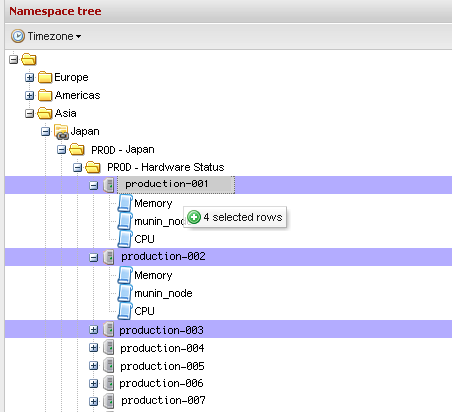 Namespace tree
Timezone
Europe
Americas
Asia
Japan
PROD - Japan
PROD - Hardware Status
production-001
Memory
munin_node
4 selected rows
CPU
production-002
Memory
munin_node
CPU
production-003
production-004
production-005
production-006
production-007